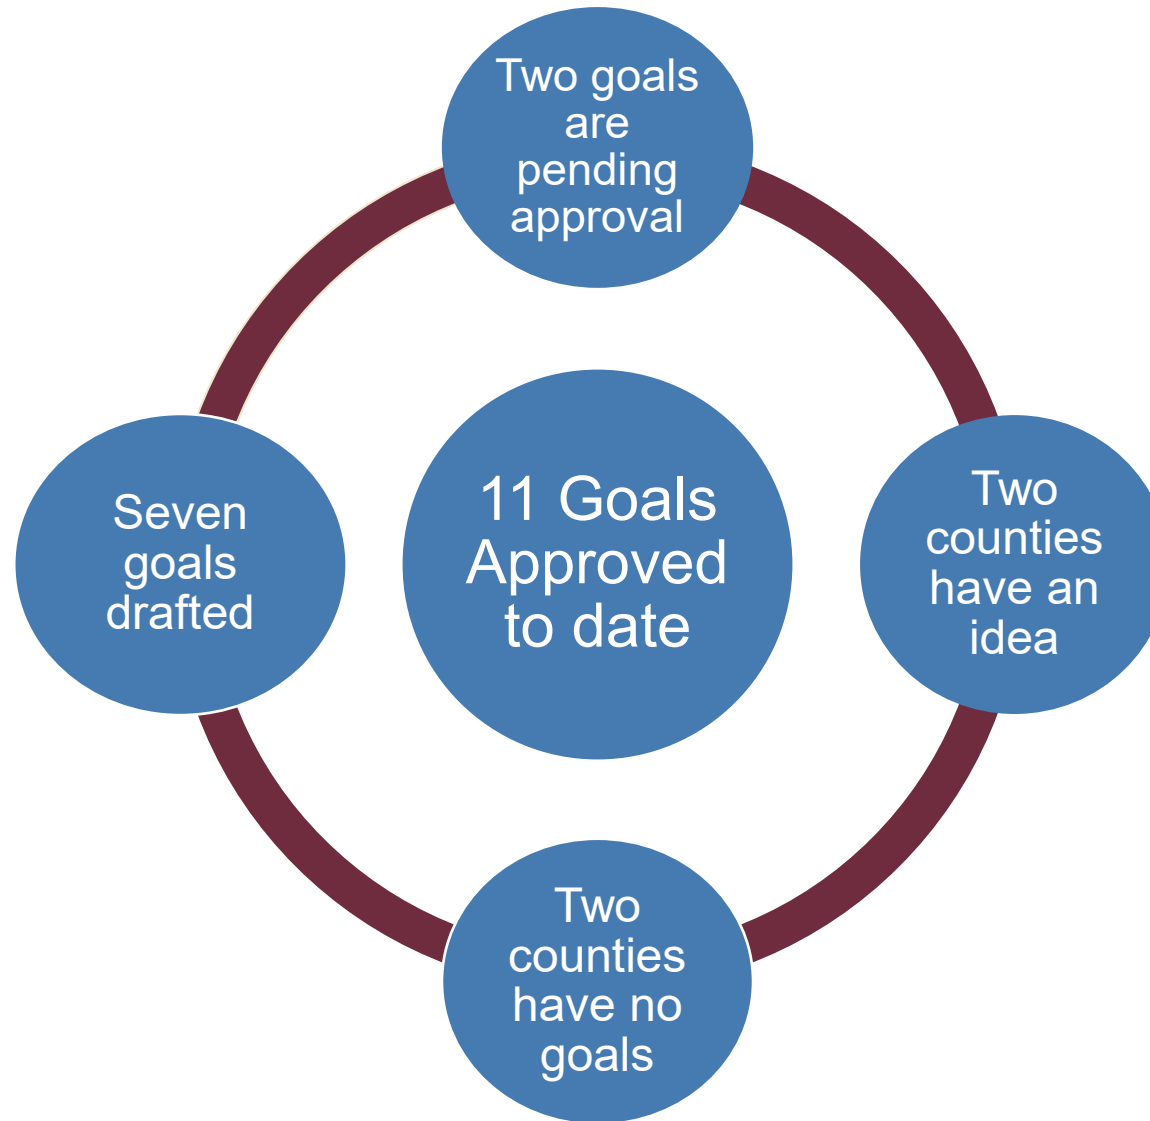 Two goals
are
pending
approval
Two
counties
have an
idea
Two
counties
have no
goals
Seven
goals
drafted
11 Goals
Approved
to date